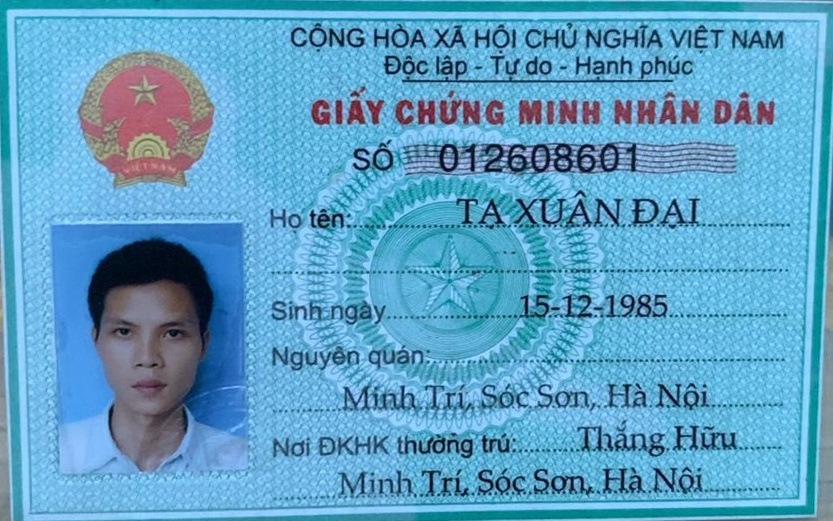 CỘNG HÒA XÃ HỘI CHỦ NGHĨA VIỆT NAM
Độc lập - Tự do - Hạnh phúc
GIẤY CHỨNG MINH NHÂN DÂN
SỐ 012608601
VIỆT NAM
Họ tên: TẠ XUÂN ĐẠI
Sinh ngày 15-12-1985
Nguyên quán:
Minh Trí, Sóc Sơn, Hà Nội
Nơi ĐKHK thường trú: Thắng Hữu
Minh Trí, Sóc Sơn, Hà Nội